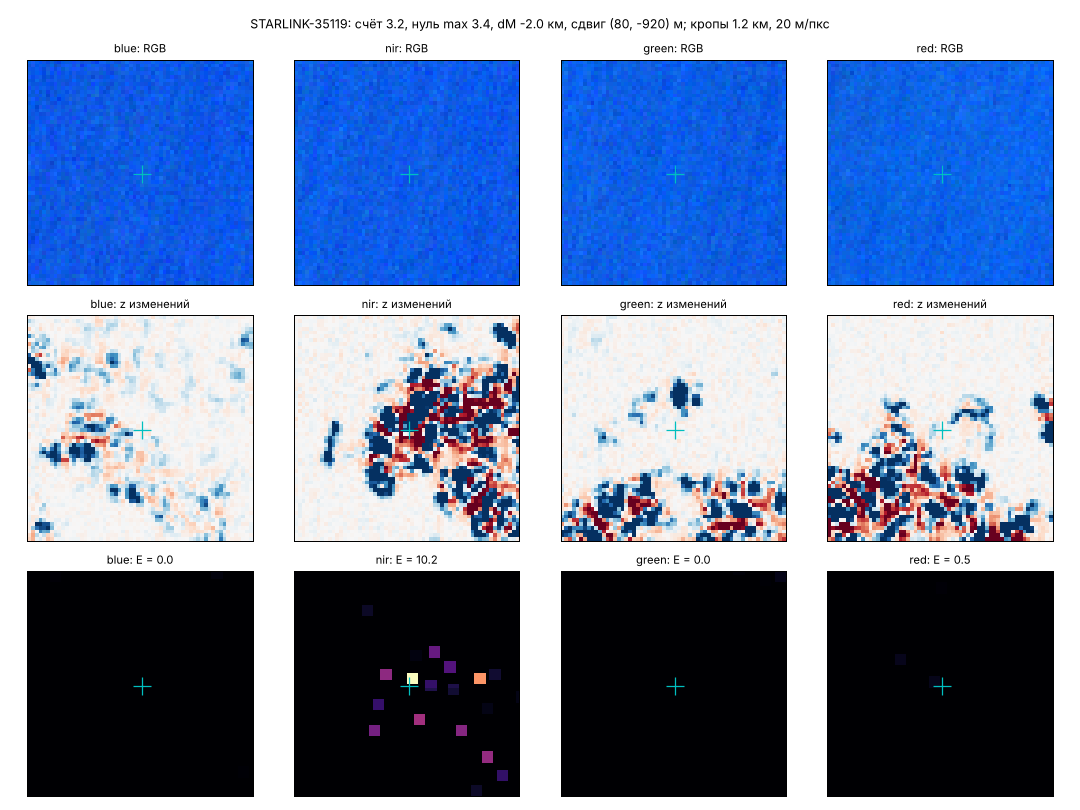 STARLINK-35119: счёт 3.2, нуль max 3.4, dM -2.0 км, сдвиг (80, -920) м; кропы 1.2 км, 20 м/пкс
blue: RGB
nir: RGB
green: RGB
red: RGB
blue: z изменений
nir: z изменений
green: z изменений
red: z изменений
blue: E = 0.0
nir: E = 10.2
green: E = 0.0
red: E = 0.5